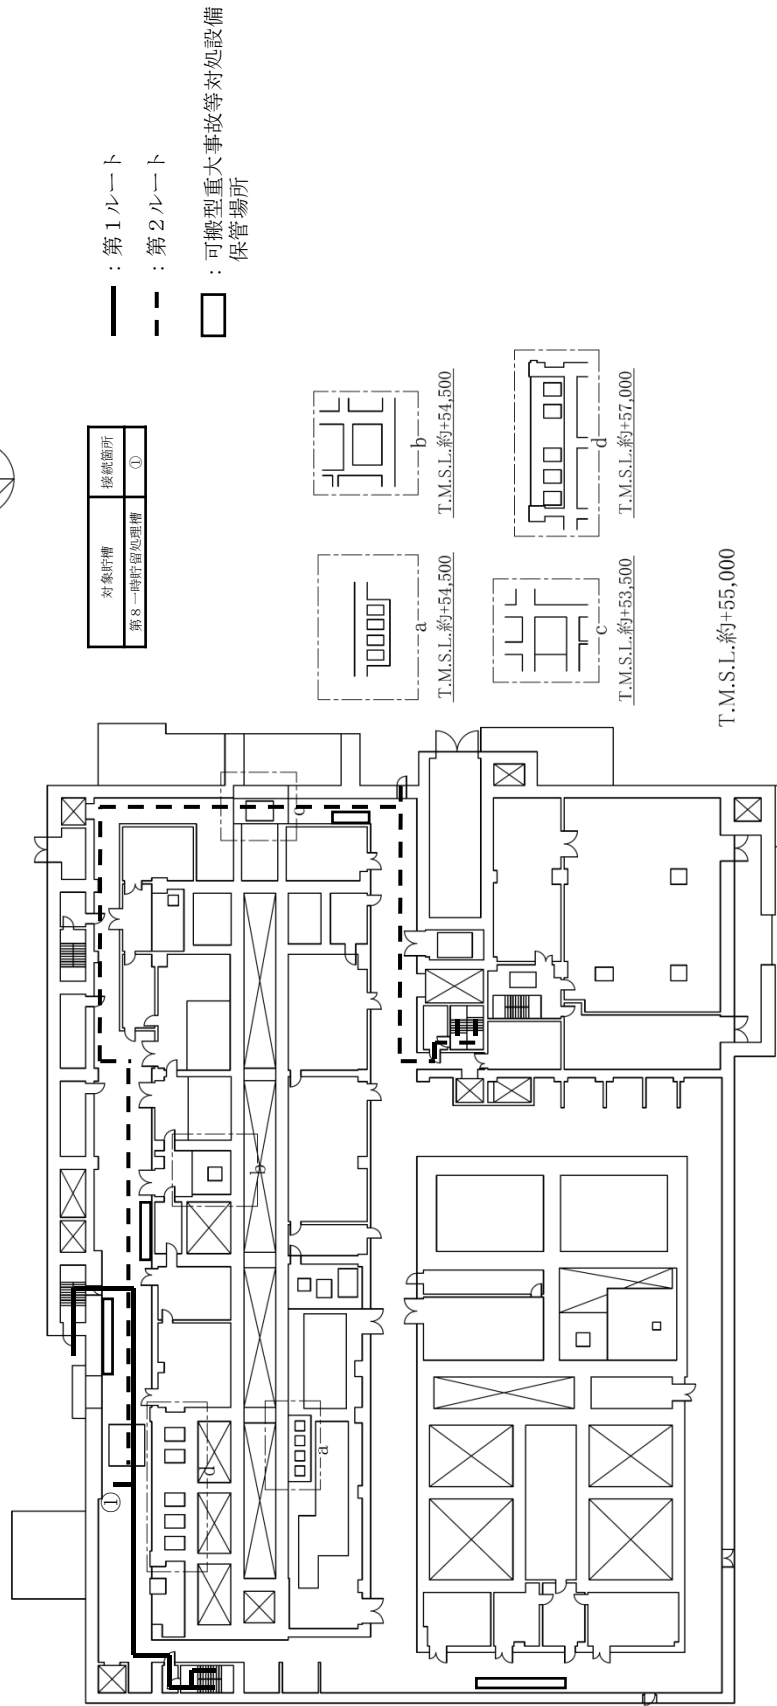 ：第１ルート
：第２ルート
：可搬型重大事故等対処設備
保管場所
対象貯槽 接続箇所
第８一時貯留処理槽 ①
a
T.M.S.L.約+54,500
b
T.M.S.L.約+54,500
c
T.M.S.L.約+53,500
d
T.M.S.L.約+57,000
T.M.S.L.約+55,000
①
d
a
b
c